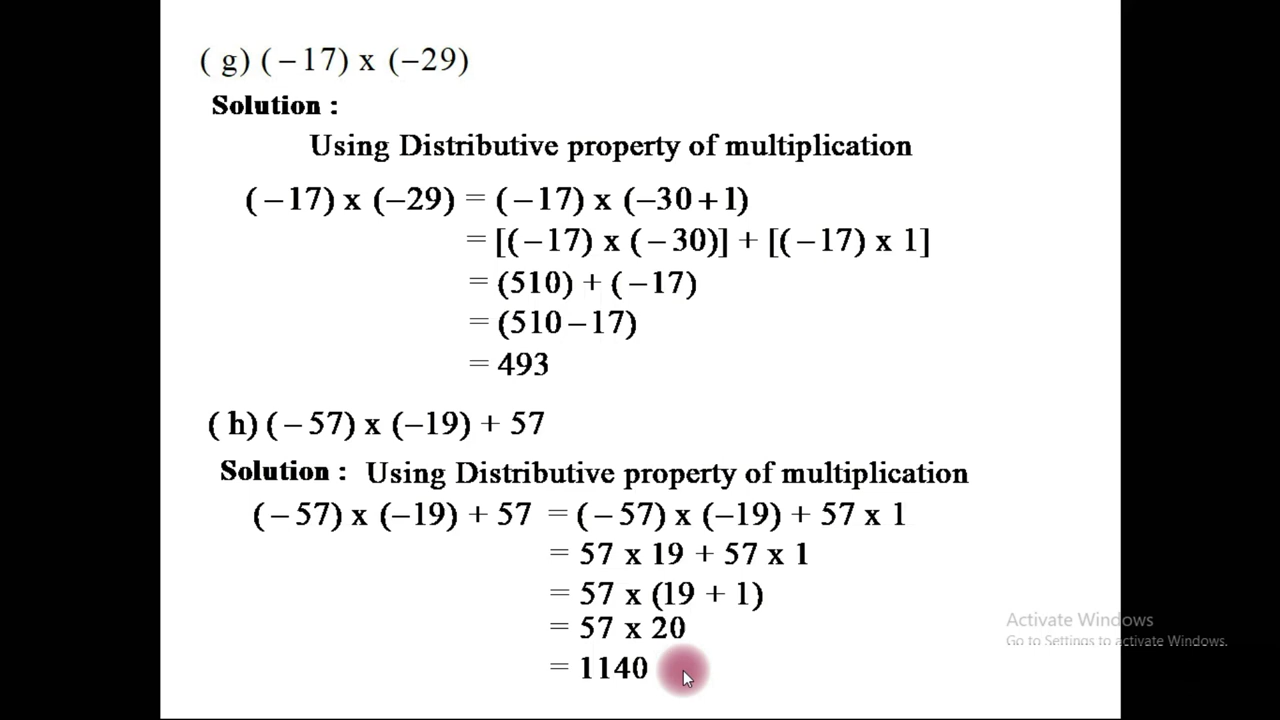 ( g) (−17) x (−29)
Solution :
Using Distributive property of multiplication
(−17) x (−29) = (−17) x (−30+1)
= [(−17) x (−30)] + [(−17) x 1]
= (510) + (−17)
= (510−17)
= 493
( h) (−57) x (−19) + 57
Solution : Using Distributive property of multiplication
(−57) x (−19) + 57 = (−57) x (−19) + 57 x 1
= 57 x 19 + 57 x 1
= 57 x (19 + 1)
= 57 x 20
= 1140
Activate Windows
Go to Settings to activate Windows.